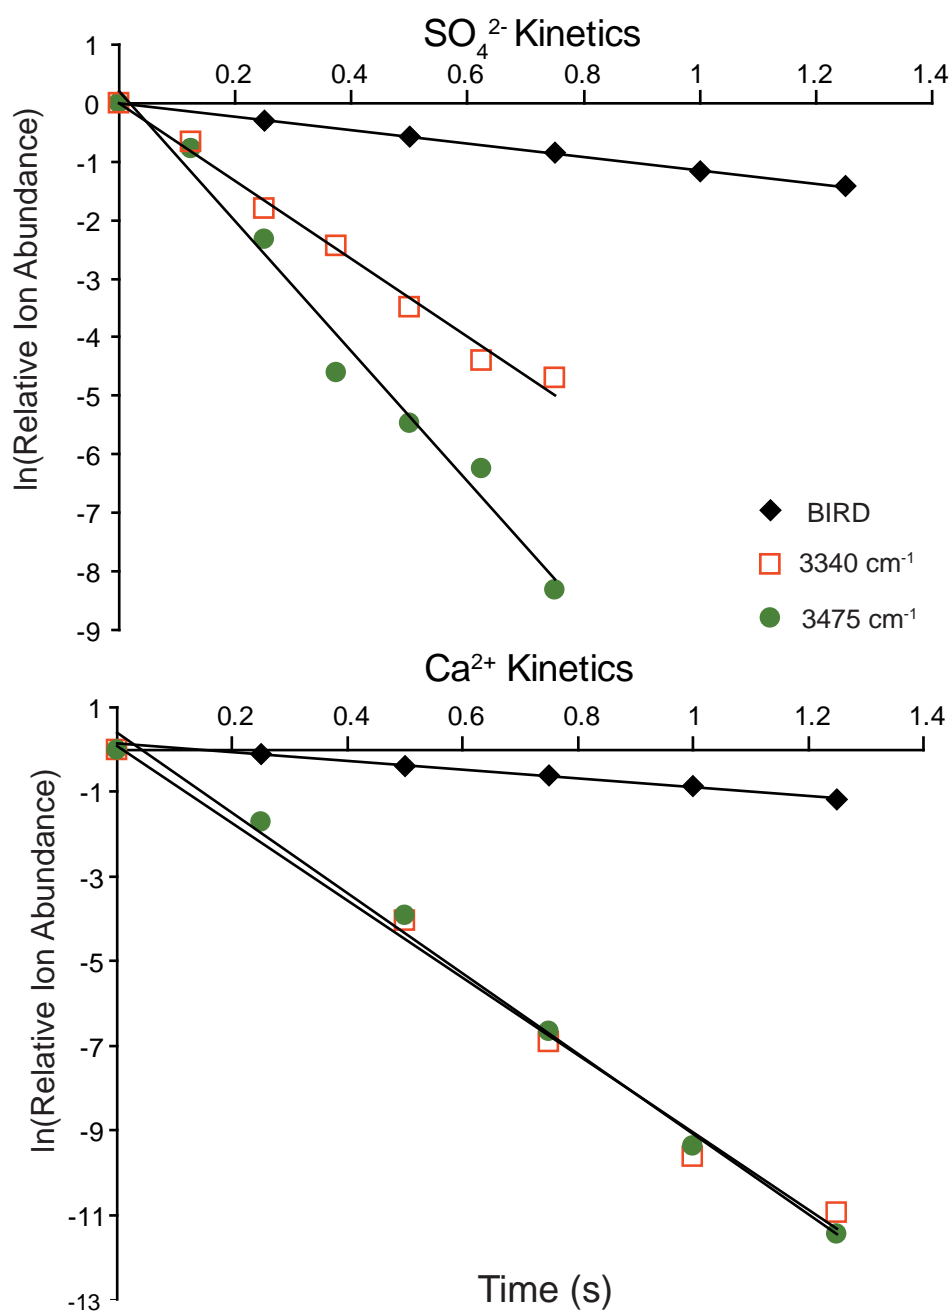 SO₄²⁻ Kinetics
1
0.2 0.4 0.6 0.8 1 1.2 1.4
0
-1
-2
-3
-4
-5
-6
-7
-8
-9
ln(Relative Ion Abundance)
BIRD
3340 cm⁻¹
3475 cm⁻¹
Ca²⁺ Kinetics
1
0.2 0.4 0.6 0.8 1 1.2 1.4
-1
-3
-5
-7
-9
-11
-13
ln(Relative Ion Abundance)
Time (s)